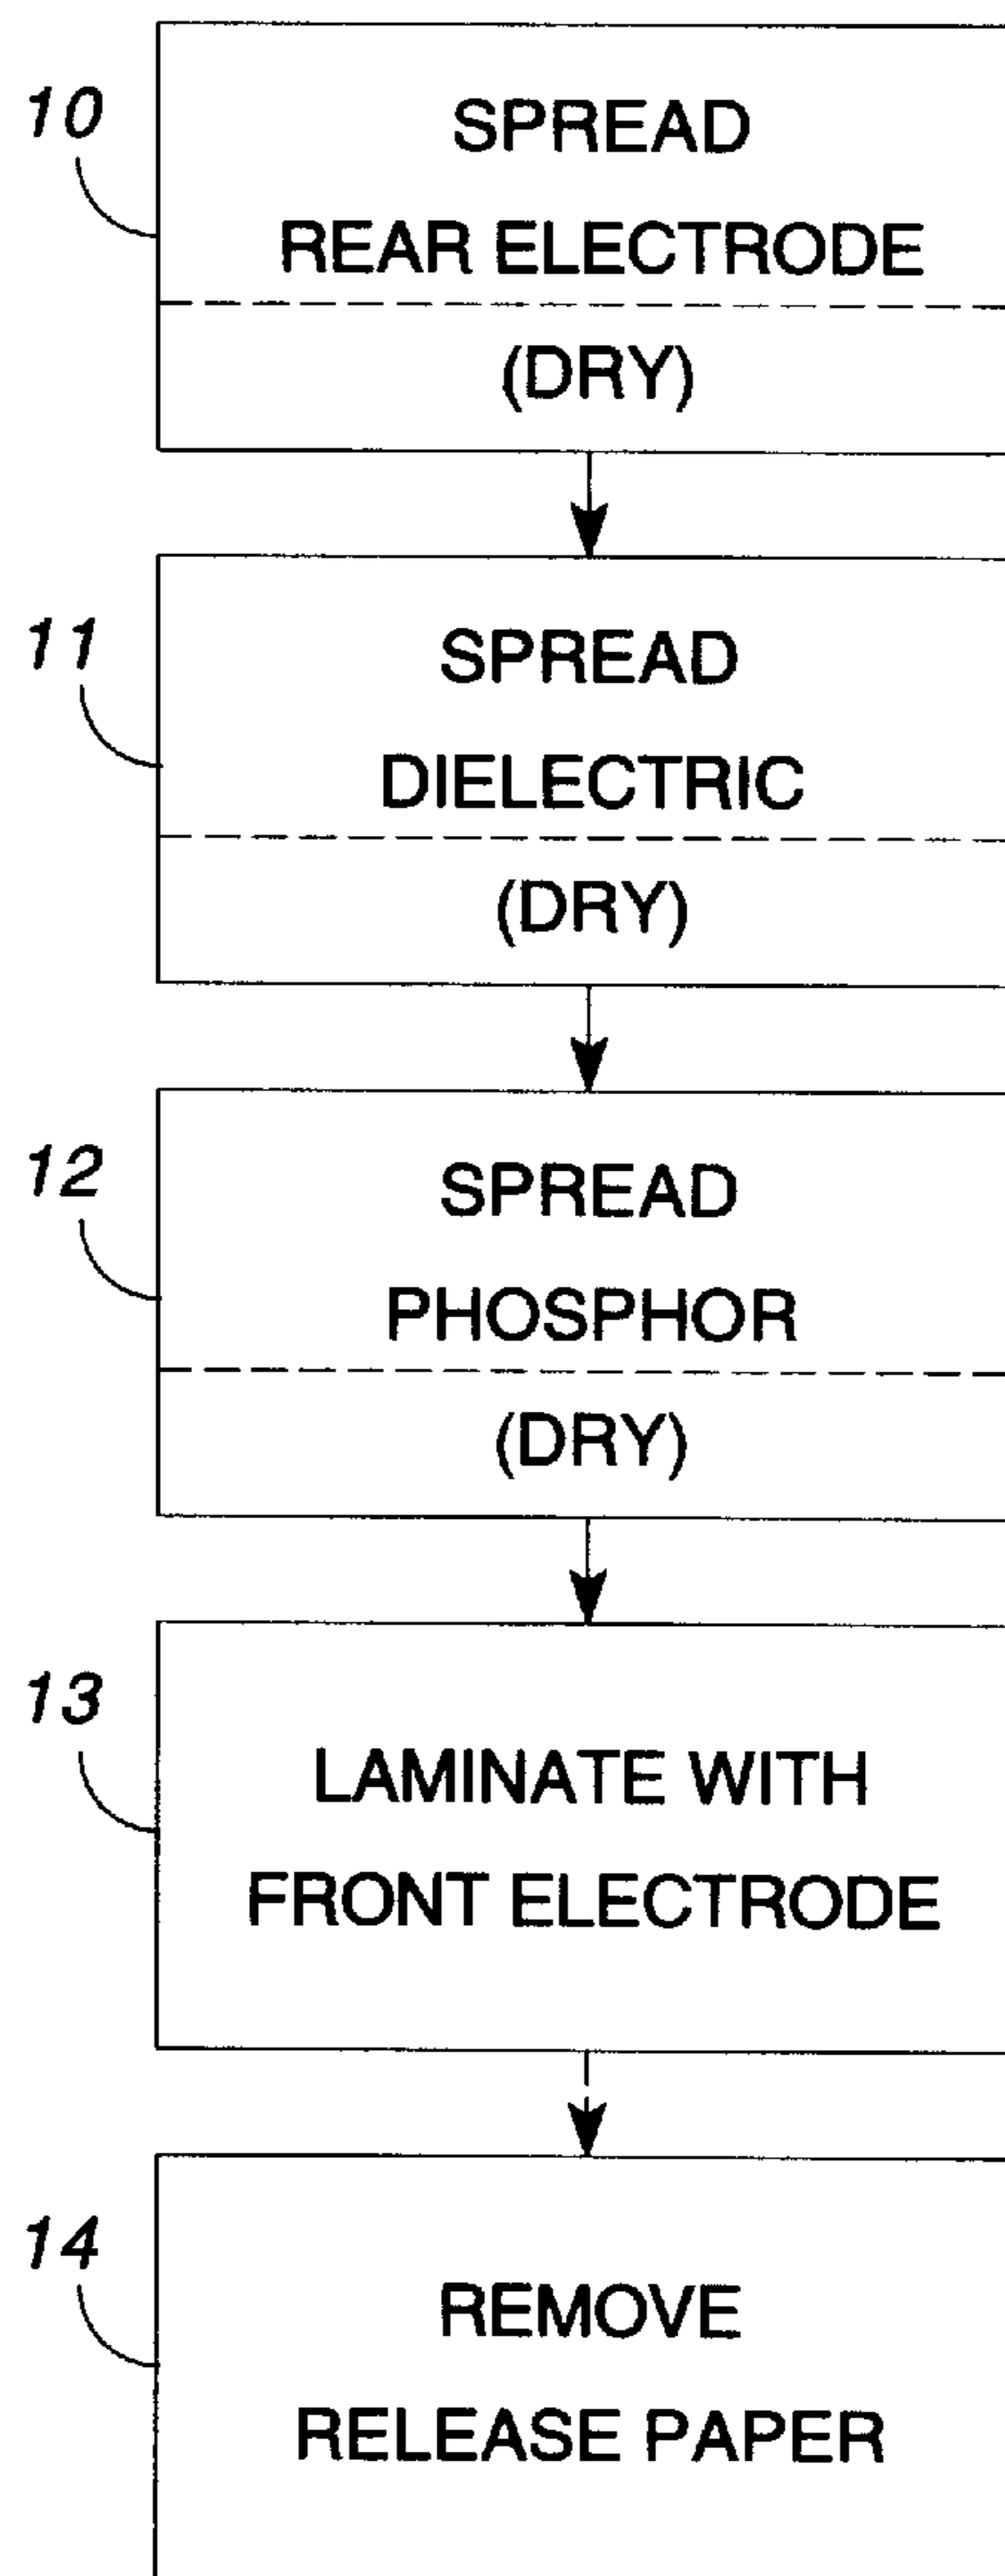 10
SPREAD
REAR ELECTRODE
(DRY)
11
SPREAD
DIELECTRIC
(DRY)
12
SPREAD
PHOSPHOR
(DRY)
13
LAMINATE WITH
FRONT ELECTRODE
14
REMOVE
RELEASE PAPER